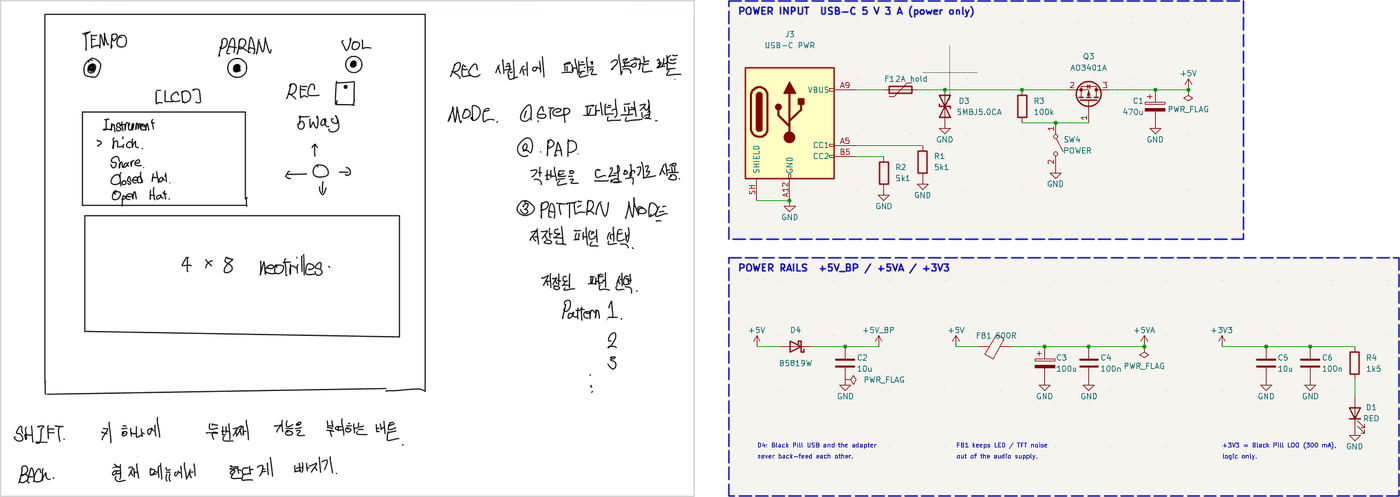 TEMPO
PARAM
VOL
REC
[LCD]
5way
Instrument
> kick.
Snare.
Closed Hat.
Open Hat.
4 × 8 neotrilles.
REC 시퀀서에 패턴을 기록하는 버튼
MODE. ① Step 패턴 편집.
② . PAD.
각 버튼을 드럼악기로 사용.
③ PATTERN MODE
저장된 패턴 선택.
저장된 패턴 선택.
Pattern 1.
2
3
:
SHIFT. 키 하나에 두번째 기능을 부여하는 버튼.
BACK. 현재 메뉴에서 한단계 빠지기.
POWER INPUT USB-C 5 V 3 A (power only)
J3
USB-C PWR
VBUS
A9
F1 2A hold
D3
SMBJ5.0CA
GND
R3
100k
Q3
AO3401A
2
3
1
+5V
C1
470u
PWR_FLAG
GND
SW4
POWER
1
2
GND
CC1
A5
CC2
B5
R2
5k1
GND
R1
5k1
GND
SHIELD
GND
SH
A12
GND
POWER RAILS +5V_BP / +5VA / +3V3
+5V
D4
B5819W
+5V_BP
C2
10u
PWR_FLAG
GND
+5V
FB1 600R
+5VA
C3
100u
C4
100n
PWR_FLAG
GND
GND
+3V3
C5
10u
C6
100n
R4
1k5
GND
GND
D1
RED
GND
D4: Black Pill USB and the adapter
never back-feed each other.
FB1 keeps LED / TFT noise
out of the audio supply.
+3V3 = Black Pill LDO (300 mA),
logic only.